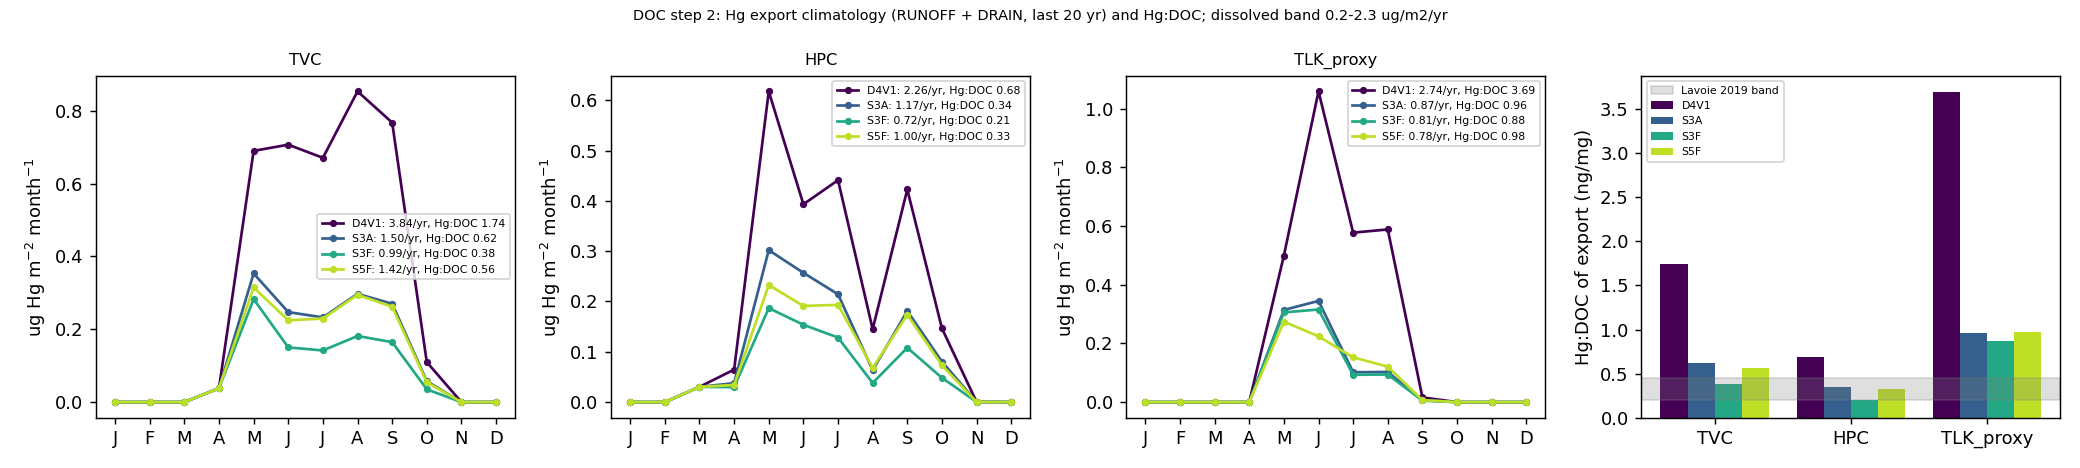 DOC step 2: Hg export climatology (RUNOFF + DRAIN, last 20 yr) and Hg:DOC; dissolved band 0.2-2.3 ug/m2/yr
TVC
ug Hg m⁻² month⁻¹
0.8
0.6
0.4
0.2
0.0
D4V1: 3.84/yr, Hg:DOC 1.74
S3A: 1.50/yr, Hg:DOC 0.62
S3F: 0.99/yr, Hg:DOC 0.38
S5F: 1.42/yr, Hg:DOC 0.56
J F M A M J J A S O N D
HPC
ug Hg m⁻² month⁻¹
0.6
0.5
0.4
0.3
0.2
0.1
0.0
D4V1: 2.26/yr, Hg:DOC 0.68
S3A: 1.17/yr, Hg:DOC 0.34
S3F: 0.72/yr, Hg:DOC 0.21
S5F: 1.00/yr, Hg:DOC 0.33
J F M A M J J A S O N D
TLK_proxy
ug Hg m⁻² month⁻¹
1.0
0.8
0.6
0.4
0.2
0.0
D4V1: 2.74/yr, Hg:DOC 3.69
S3A: 0.87/yr, Hg:DOC 0.96
S3F: 0.81/yr, Hg:DOC 0.88
S5F: 0.78/yr, Hg:DOC 0.98
J F M A M J J A S O N D
Hg:DOC of export (ng/mg)
3.5
3.0
2.5
2.0
1.5
1.0
0.5
0.0
Lavoie 2019 band
D4V1
S3A
S3F
S5F
TVC HPC TLK_proxy